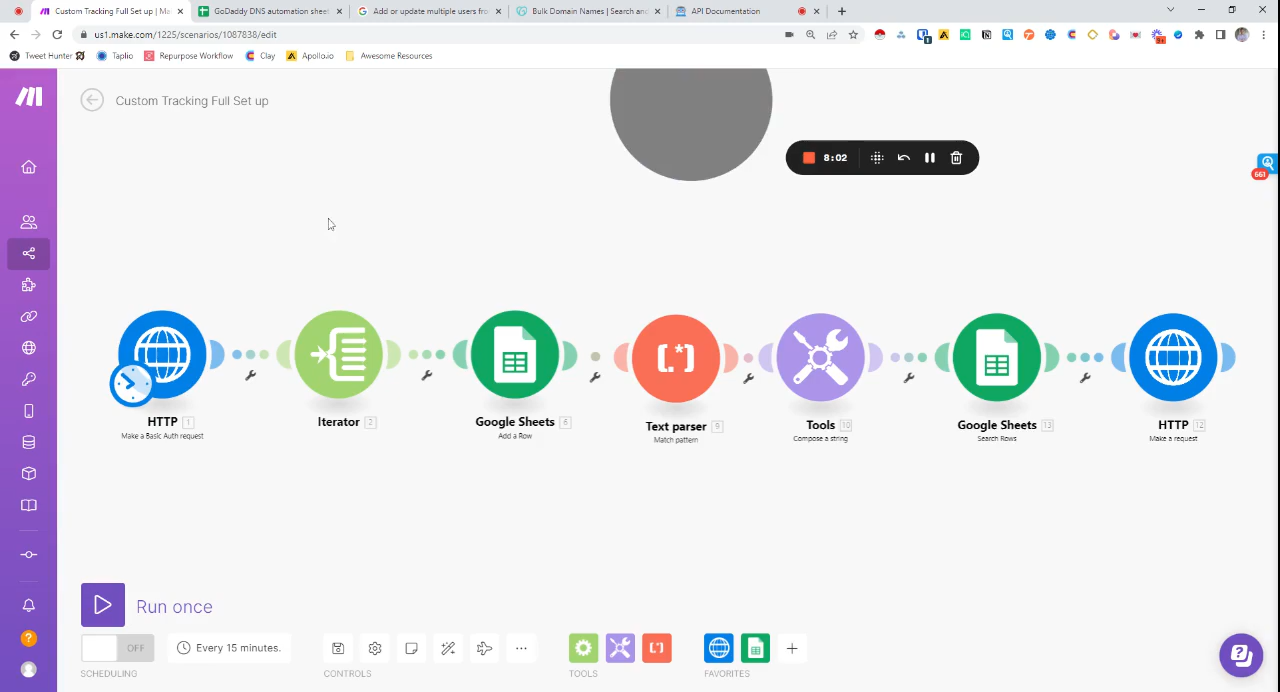 Custom Tracking Full Set up | Ma
GoDaddy DNS automation sheet
Add or update multiple users fro
Bulk Domain Names | Search and
API Documentation
us1.make.com/1225/scenarios/1087838/edit
1
9+
Tweet Hunter
Taplio
Repurpose Workflow
Clay
Apollo.io
Awesome Resources
Custom Tracking Full Set up
8:02
661
HTTP 1
Make a Basic Auth request
Iterator 2
Google Sheets 6
Add a Row
Text parser 9
Match pattern
Tools 10
Compose a string
Google Sheets 13
Search Rows
HTTP 12
Make a request
Run once
OFF
Every 15 minutes.
SCHEDULING
CONTROLS
TOOLS
FAVORITES